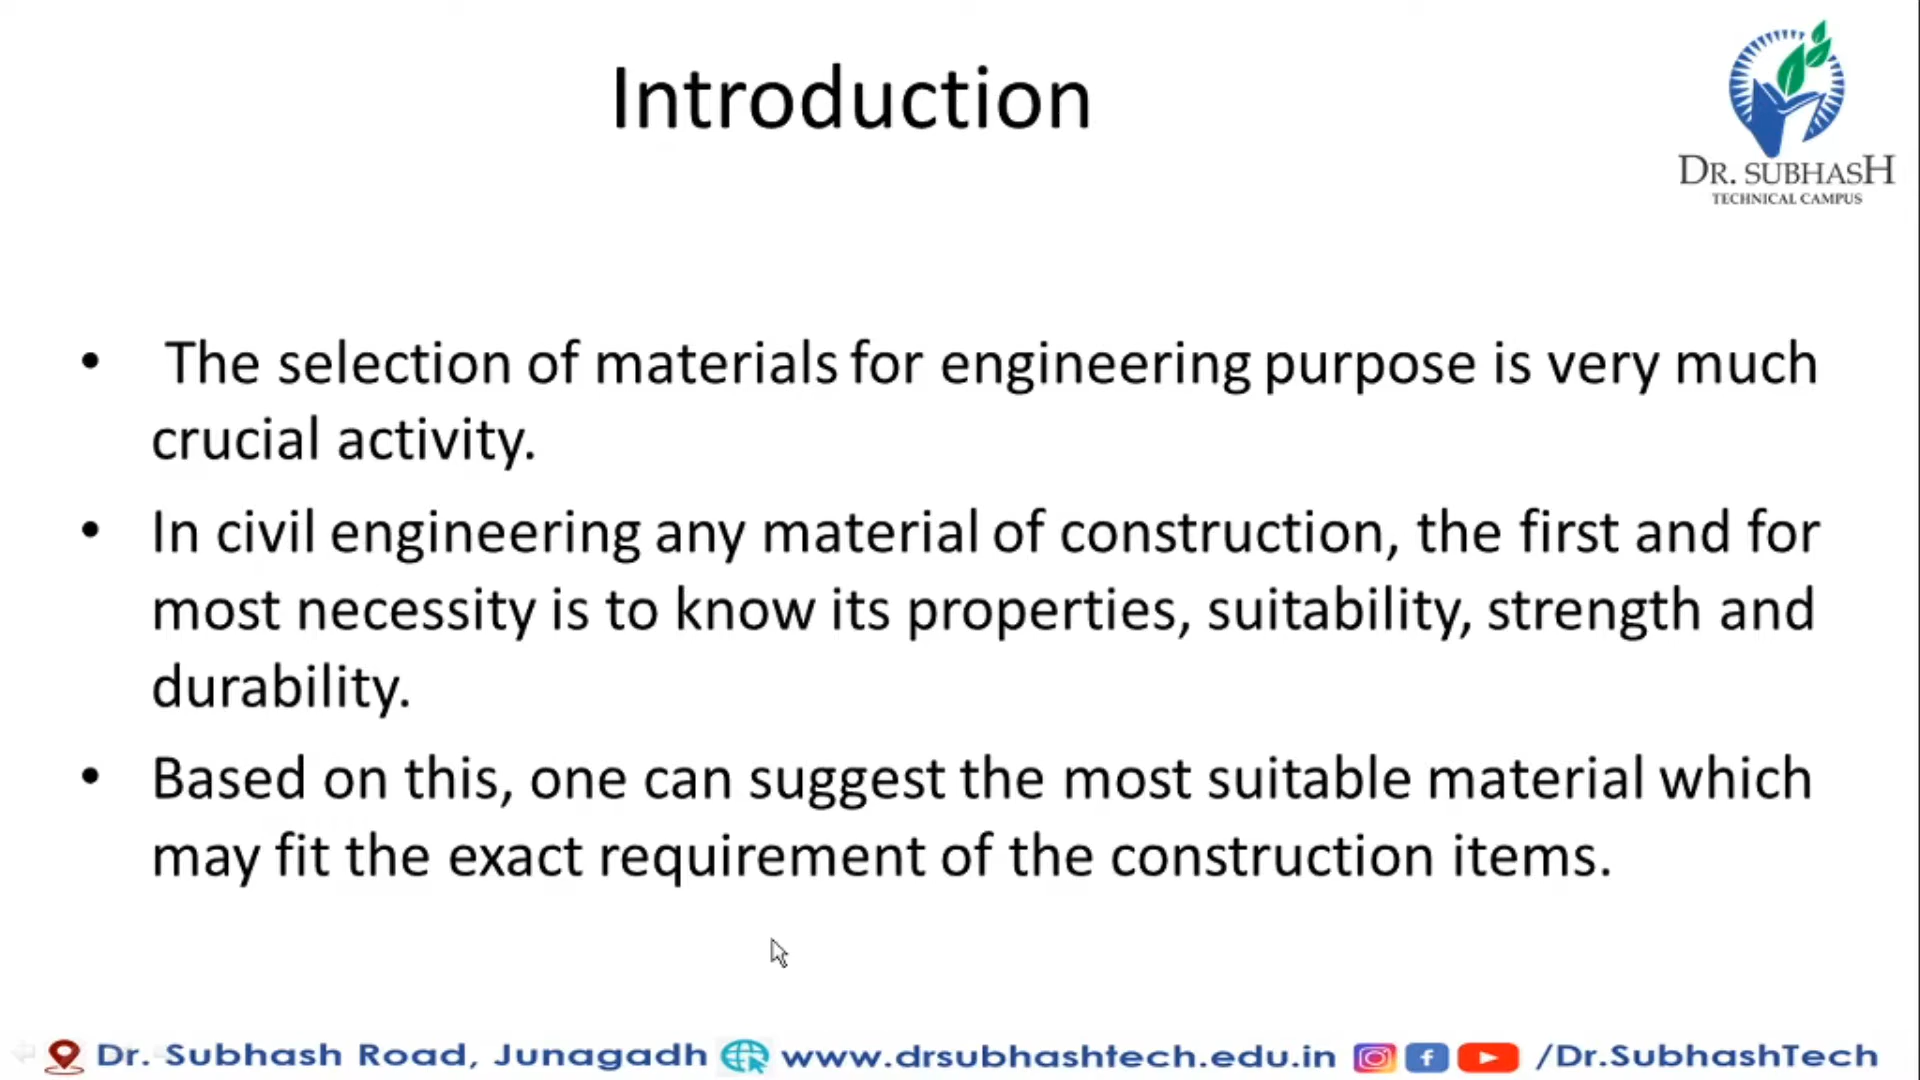 Introduction
DR. SUBHASH
TECHNICAL CAMPUS
• The selection of materials for engineering purpose is very much
crucial activity.
• In civil engineering any material of construction, the first and for
most necessity is to know its properties, suitability, strength and
durability.
• Based on this, one can suggest the most suitable material which
may fit the exact requirement of the construction items.
Dr. Subhash Road, Junagadh www.drsubhashtech.edu.in /Dr.SubhashTech